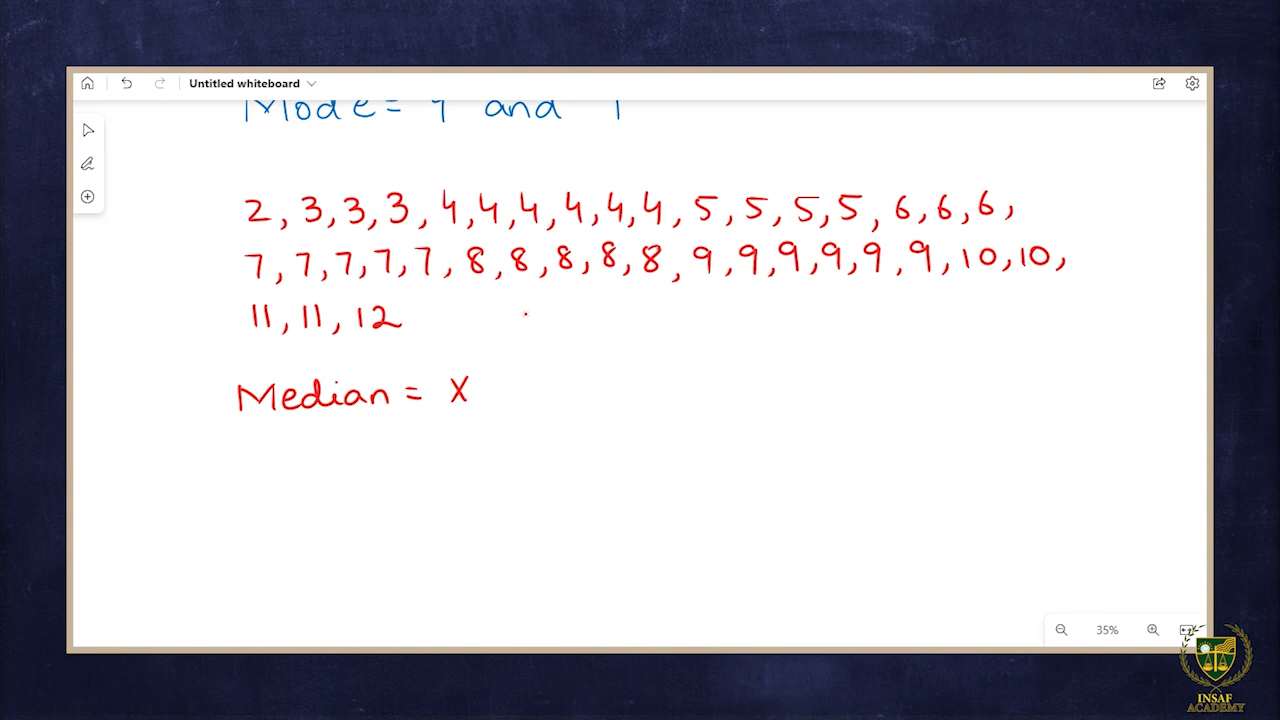 Untitled whiteboard
Mode = and
2, 3, 3, 3, 4, 4, 4, 4, 4, 4, 5, 5, 5, 5, 6, 6, 6,
7, 7, 7, 7, 7, 8, 8, 8, 8, 8, 9, 9, 9, 9, 9, 9, 10, 10,
11, 11, 12
Median = X
35%
INSAF
ACADEMY